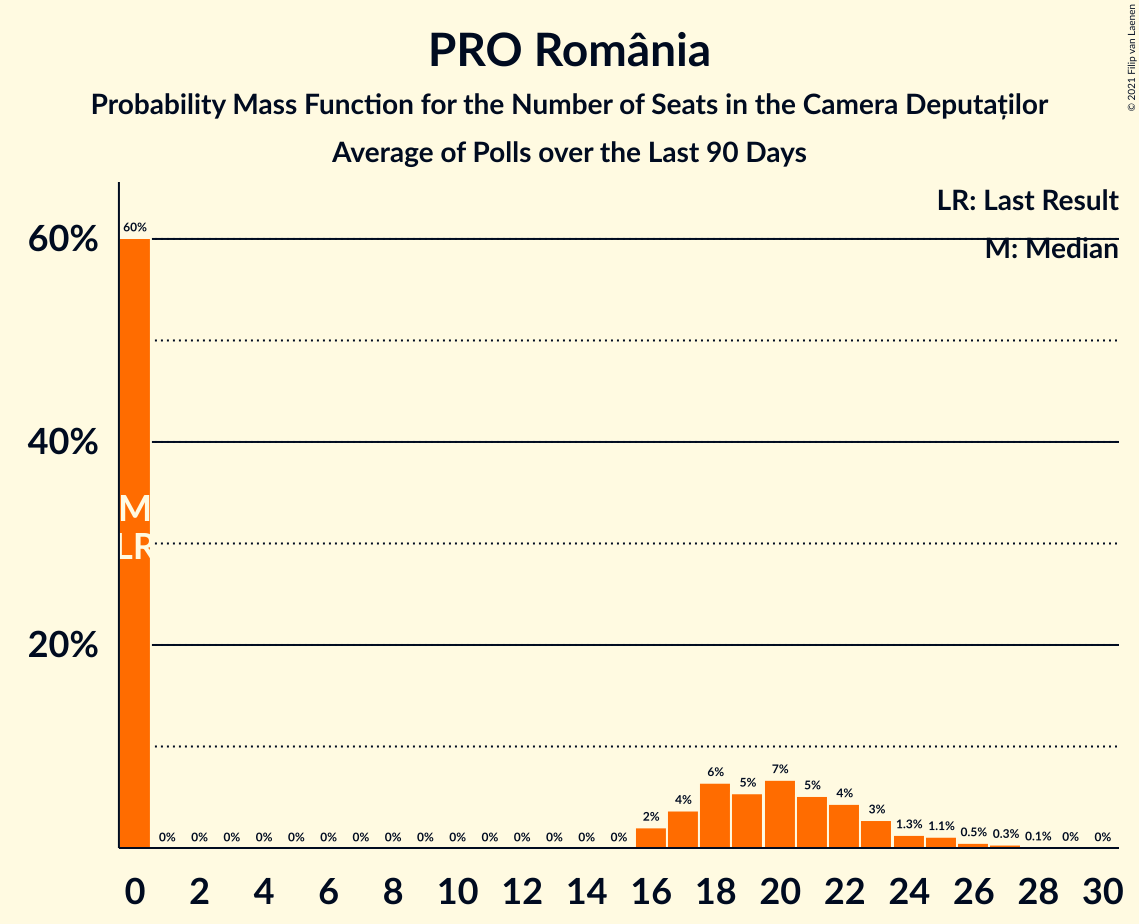 PRO România
Probability Mass Function for the Number of Seats in the Camera Deputaților
Average of Polls over the Last 90 Days
© 2021 Filip van Laenen
LR: Last Result
M: Median
60%
40%
20%
60%
M
LR
0% 0% 0% 0% 0% 0% 0% 0% 0% 0% 0% 0% 0% 0% 0% 2% 4% 6% 5% 7% 5% 4% 3% 1.3% 1.1% 0.5% 0.3% 0.1% 0% 0%
0 2 4 6 8 10 12 14 16 18 20 22 24 26 28 30